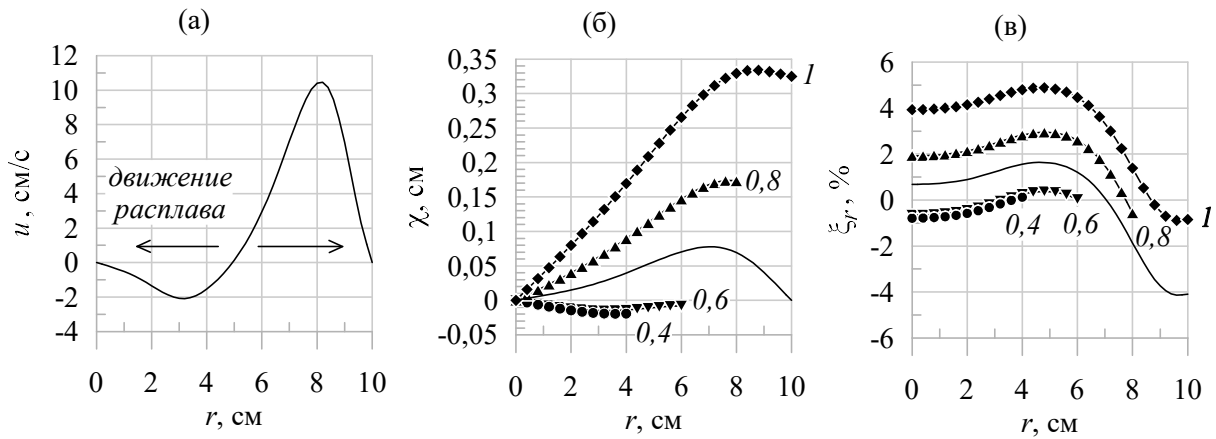 (а)
12
10
8
6
4
2
0
-2
-4
u, см/с
движение
расплава
0 2 4 6 8 10
r, см
(б)
0,35
0,3
0,25
0,2
0,15
0,1
0,05
0
-0,05
χ, см
1
0,8
0,6
0,4
0 2 4 6 8 10
r, см
(в)
6
4
2
0
-2
-4
-6
ξr, %
1
0,4 0,6 0,8
0 2 4 6 8 10
r, см